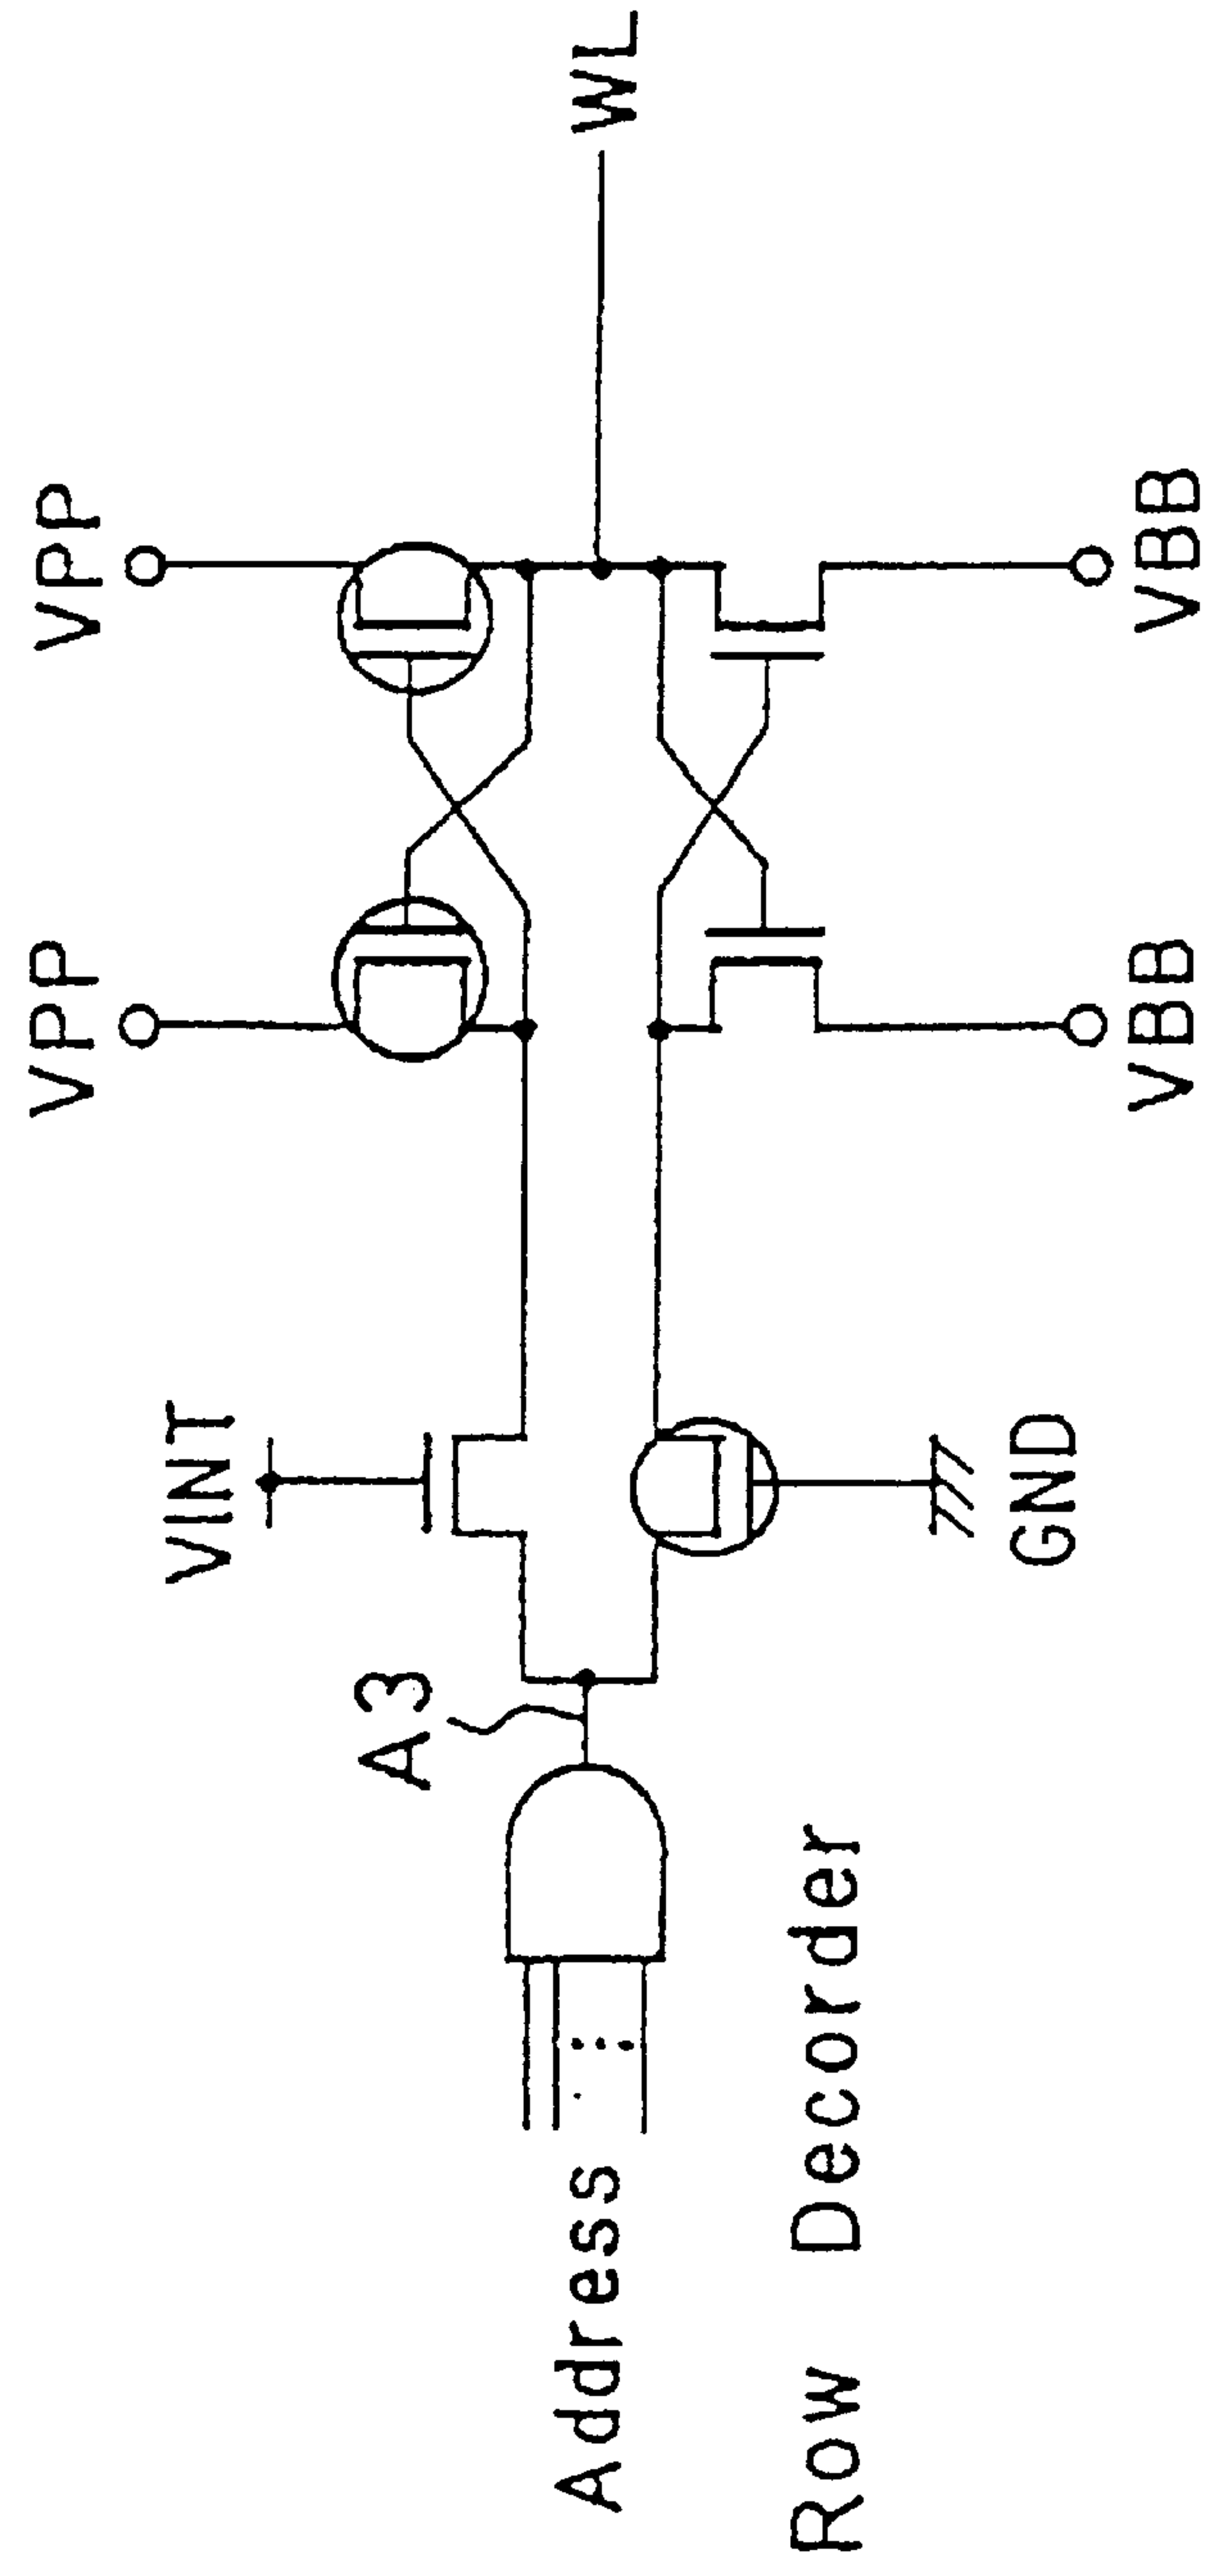 VPP
VPP
VINT
A3
WL
Address
Row Decorder
GND
VBB
VBB